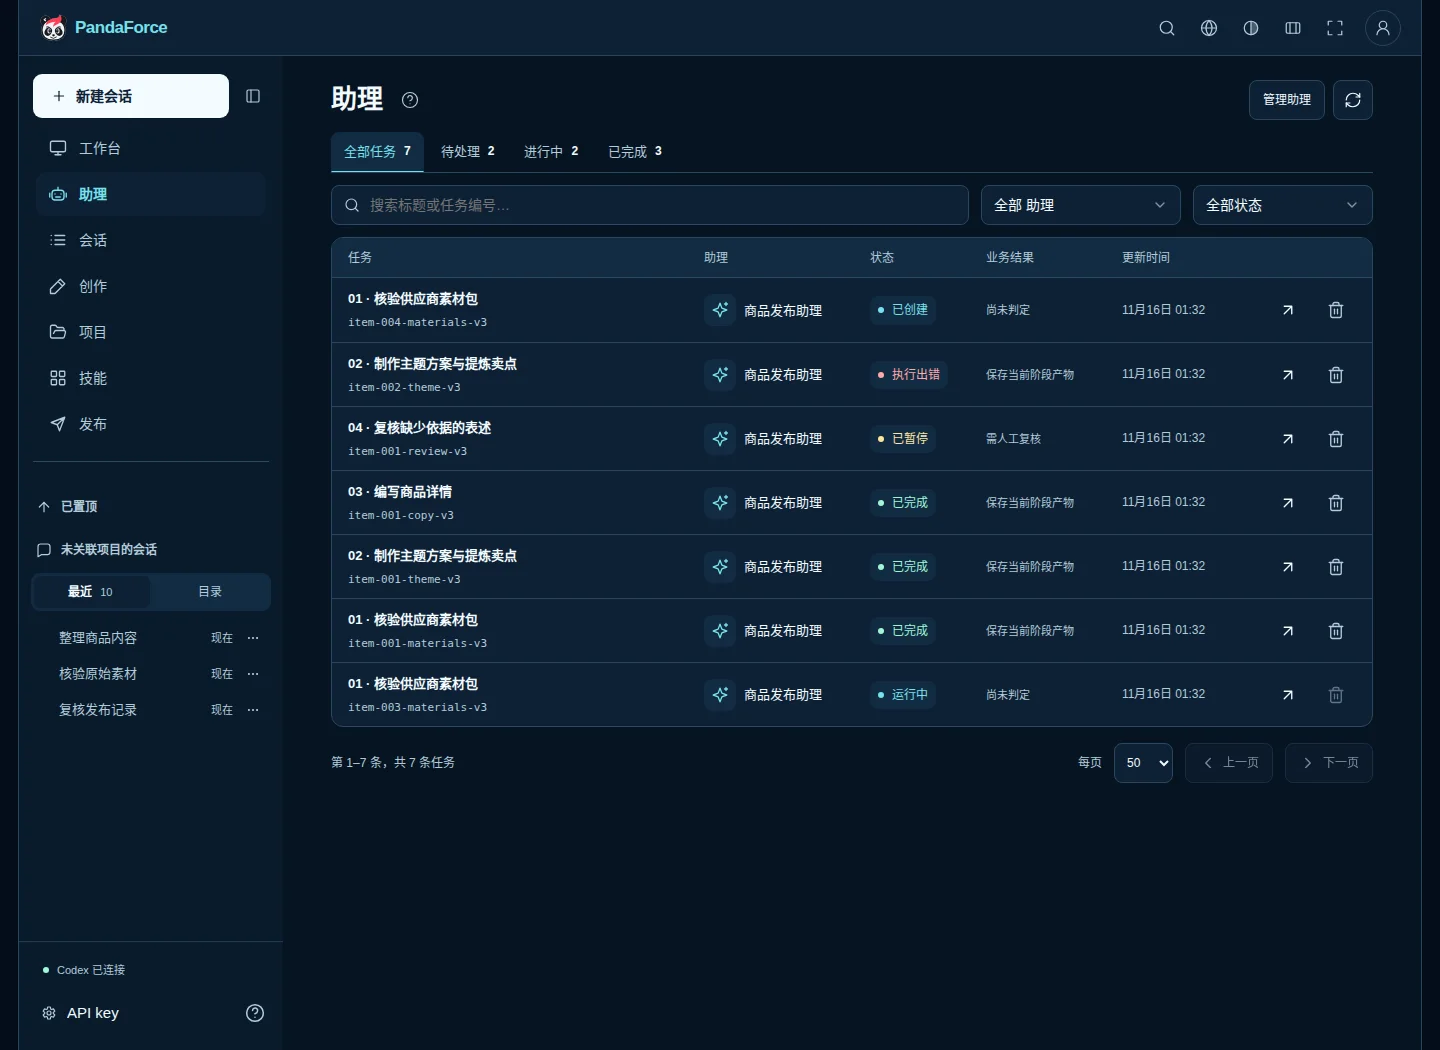 PandaForce
新建会话
工作台
助理
会话
创作
项目
技能
发布
已置顶
未关联项目的会话
最近 10 目录
整理商品内容 现在
核验原始素材 现在
复核发布记录 现在
Codex 已连接
API key
助理
管理助理
全部任务 7 待处理 2 进行中 2 已完成 3
搜索标题或任务编号… 全部 助理 全部状态
任务 助理 状态 业务结果 更新时间
01 · 核验供应商素材包
item-004-materials-v3
商品发布助理 已创建 尚未判定 11月16日 01:32
02 · 制作主题方案与提炼卖点
item-002-theme-v3
商品发布助理 执行出错 保存当前阶段产物 11月16日 01:32
04 · 复核缺少依据的表述
item-001-review-v3
商品发布助理 已暂停 需人工复核 11月16日 01:32
03 · 编写商品详情
item-001-copy-v3
商品发布助理 已完成 保存当前阶段产物 11月16日 01:32
02 · 制作主题方案与提炼卖点
item-001-theme-v3
商品发布助理 已完成 保存当前阶段产物 11月16日 01:32
01 · 核验供应商素材包
item-001-materials-v3
商品发布助理 已完成 保存当前阶段产物 11月16日 01:32
01 · 核验供应商素材包
item-003-materials-v3
商品发布助理 运行中 尚未判定 11月16日 01:32
第 1–7 条，共 7 条任务 每页 50 上一页 下一页